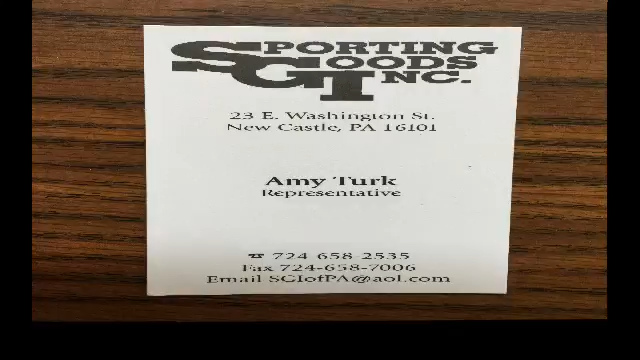 SPORTING
GOODS
INC.
23 E. Washington St.
New Castle, PA 16101
Amy Turk
Representative
☎ 724-658-2535
Fax 724-658-7006
Email SGIofPA@aol.com